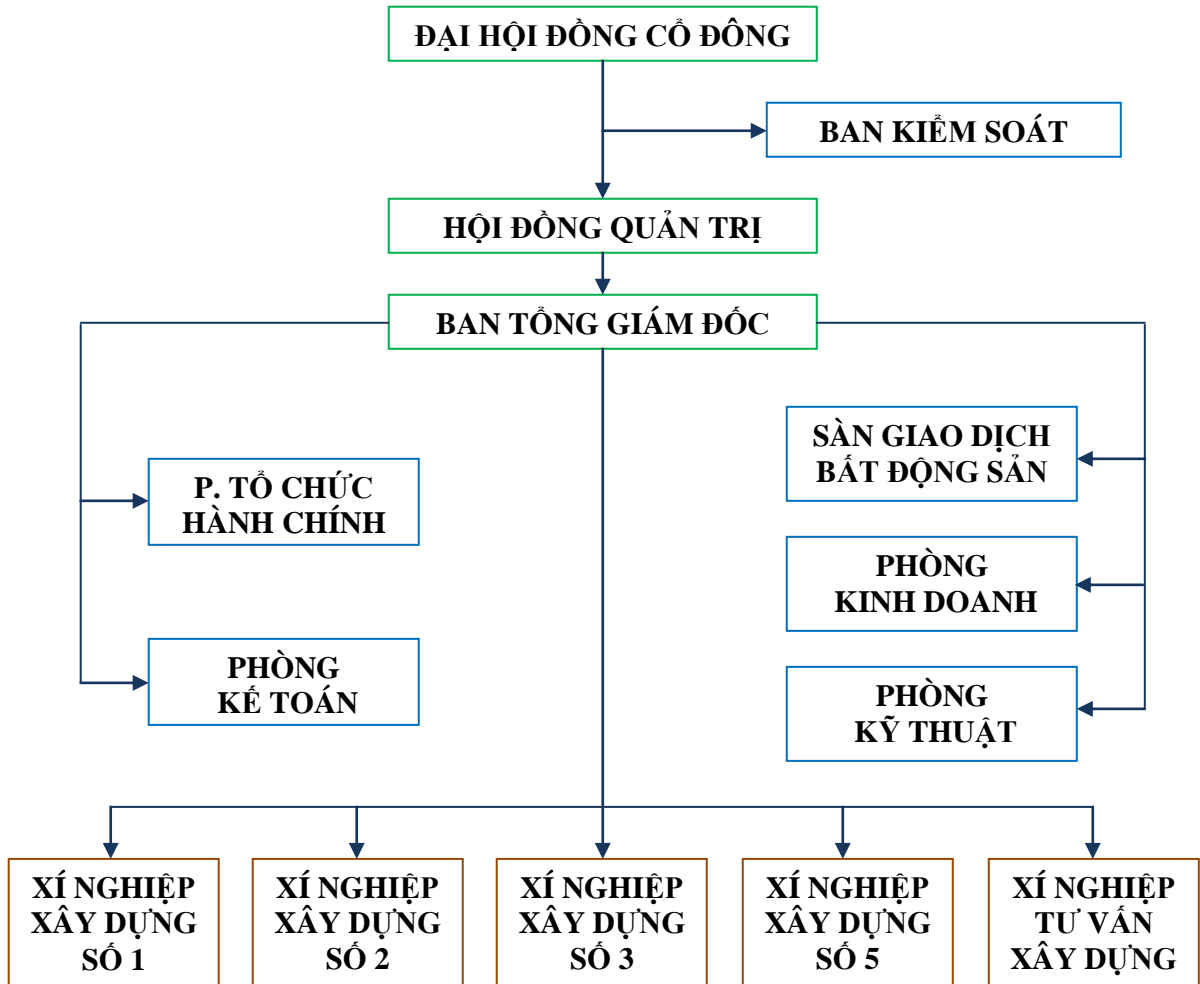 ĐẠI HỘI ĐỒNG CỔ ĐÔNG
BAN KIỂM SOÁT
HỘI ĐỒNG QUẢN TRỊ
BAN TỔNG GIÁM ĐỐC
P. TỔ CHỨC
HÀNH CHÍNH
PHÒNG
KẾ TOÁN
SÀN GIAO DỊCH
BẤT ĐỘNG SẢN
PHÒNG
KINH DOANH
PHÒNG
KỸ THUẬT
XÍ NGHIỆP
XÂY DỰNG
SỐ 1
XÍ NGHIỆP
XÂY DỰNG
SỐ 2
XÍ NGHIỆP
XÂY DỰNG
SỐ 3
XÍ NGHIỆP
XÂY DỰNG
SỐ 5
XÍ NGHIỆP
TƯ VẤN
XÂY DỰNG